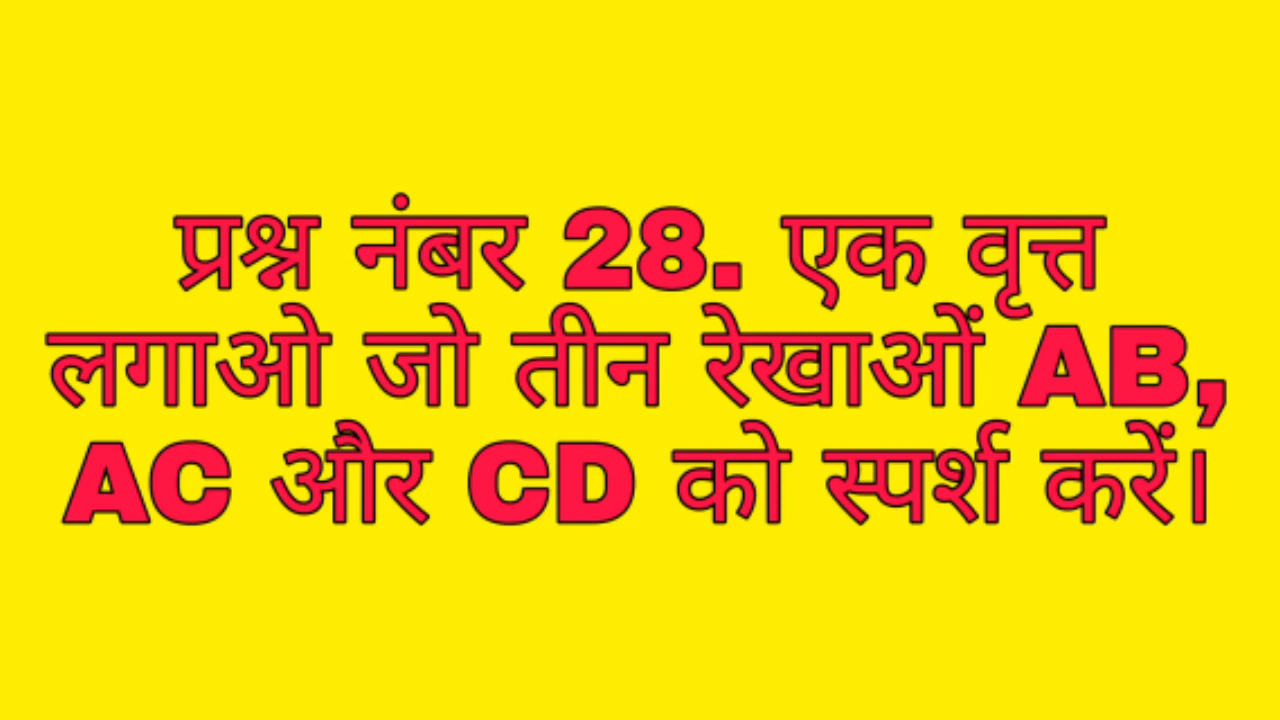 प्रश्न नंबर 28. एक वृत्त
लगाओ जो तीन रेखाओं AB,
AC और CD को स्पर्श करें।